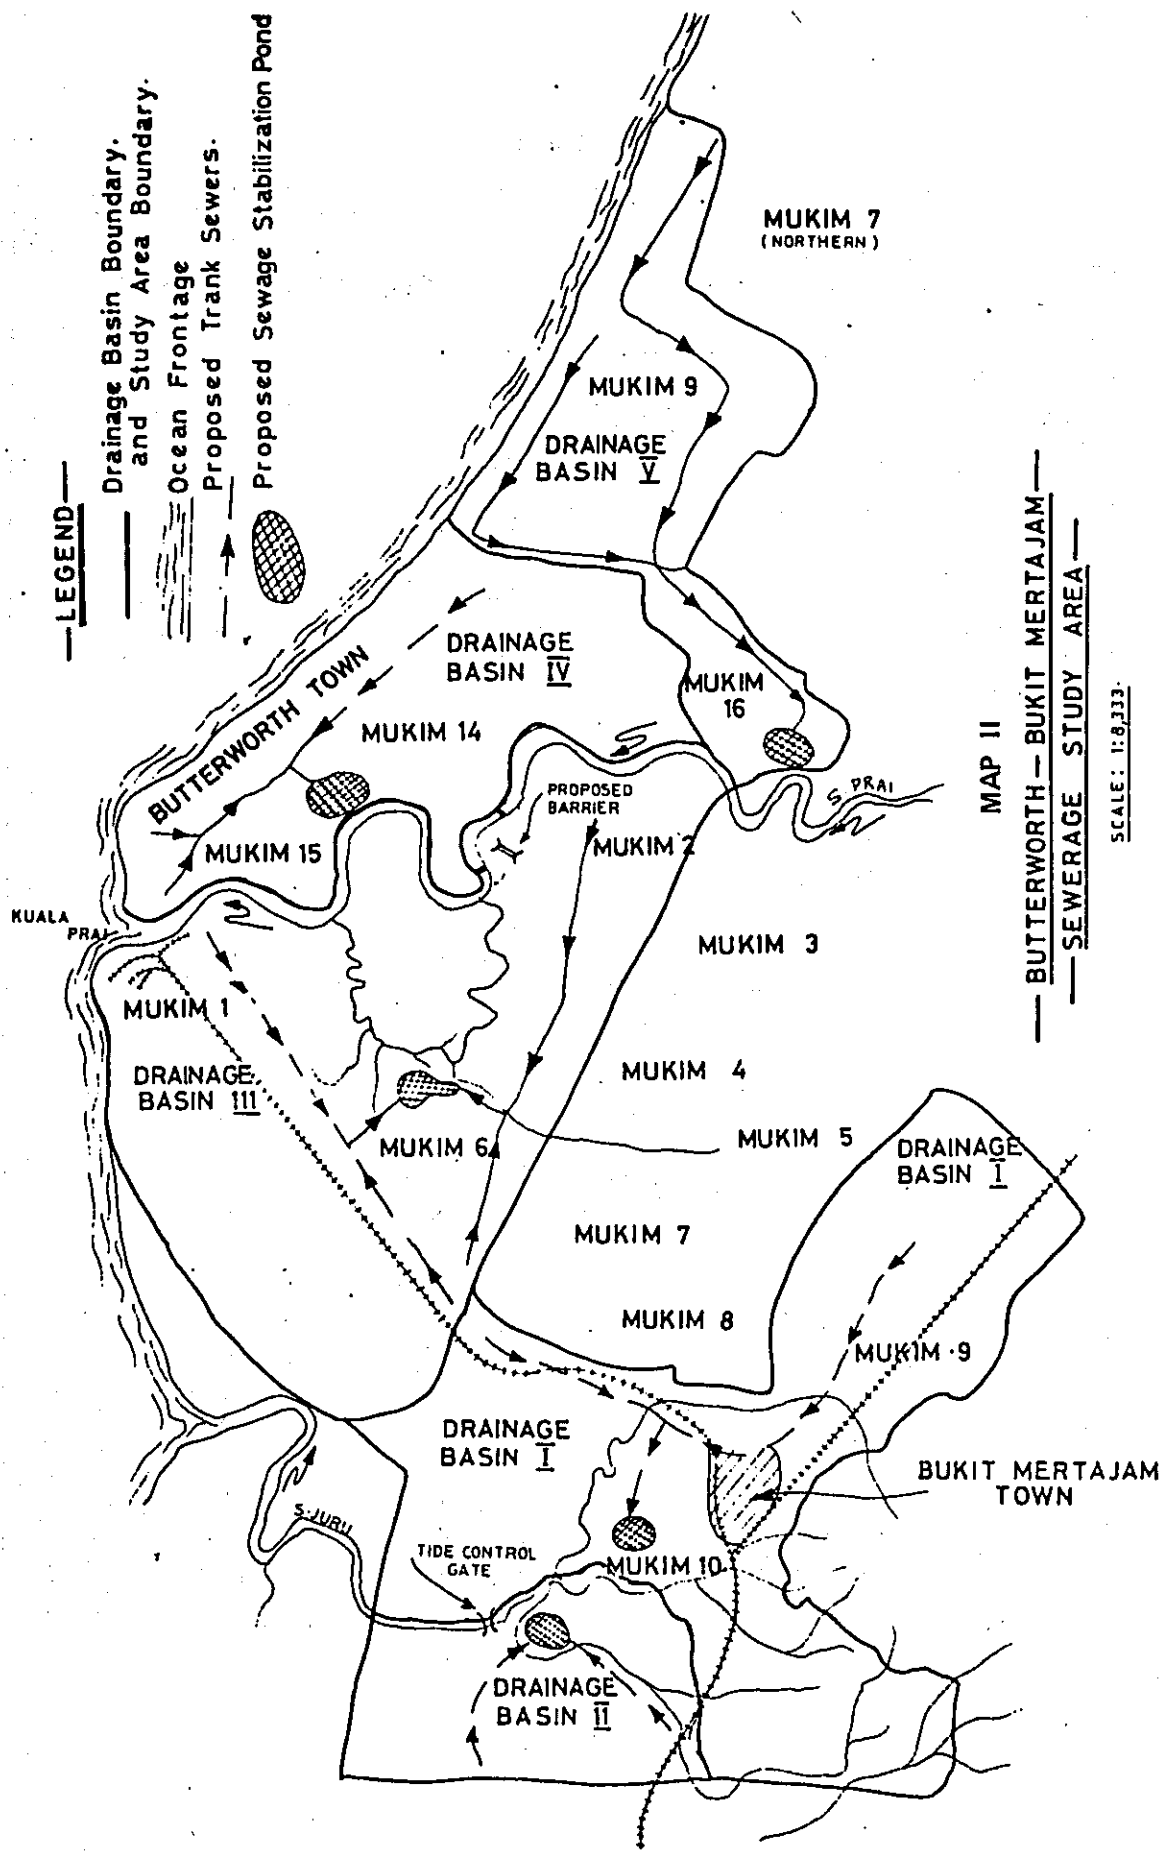 —LEGEND—
Drainage Basin Boundary.
and Study Area Boundary.
Ocean Frontage
Proposed Trank Sewers.
Proposed Sewage Stabilization Pond
MUKIM 7
(NORTHERN)
MUKIM 9
DRAINAGE
BASIN V
DRAINAGE
BASIN IV
MUKIM
16
BUTTERWORTH TOWN
MUKIM 14
S. PRAI
PROPOSED
BARRIER
MUKIM 2
MUKIM 15
KUALA
PRAI
MUKIM 3
MUKIM 1
DRAINAGE
BASIN III
MUKIM 4
MUKIM 6
MUKIM 5
DRAINAGE
BASIN I
MUKIM 7
MUKIM 8
MUKIM 9
DRAINAGE
BASIN I
BUKIT MERTAJAM
TOWN
S. JURU
TIDE CONTROL
GATE
MUKIM 10
DRAINAGE
BASIN II
MAP II
—BUTTERWORTH—BUKIT MERTAJAM—
—SEWERAGE STUDY AREA—
SCALE: 1:8,333.